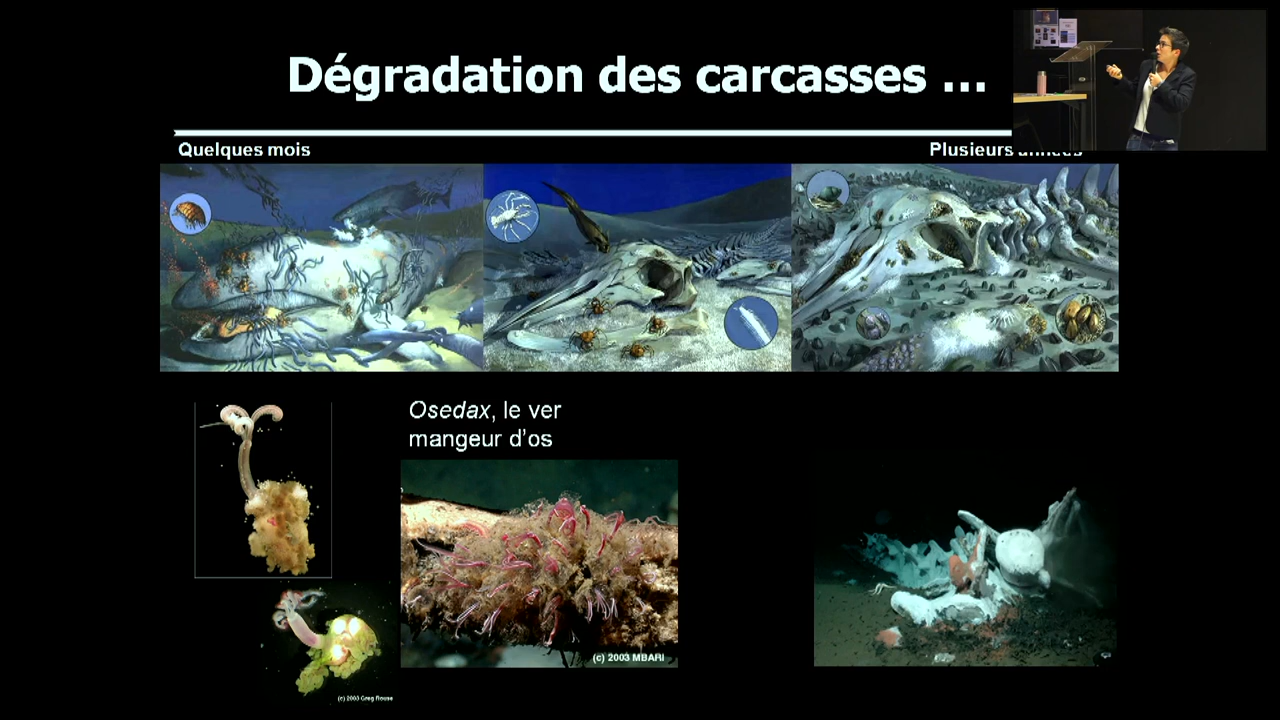 Dégradation des carcasses ...
Quelques mois
Plusieurs années
Osedax, le ver
mangeur d'os
(c) 2003 MBARI
(c) 2003 Greg Rouse